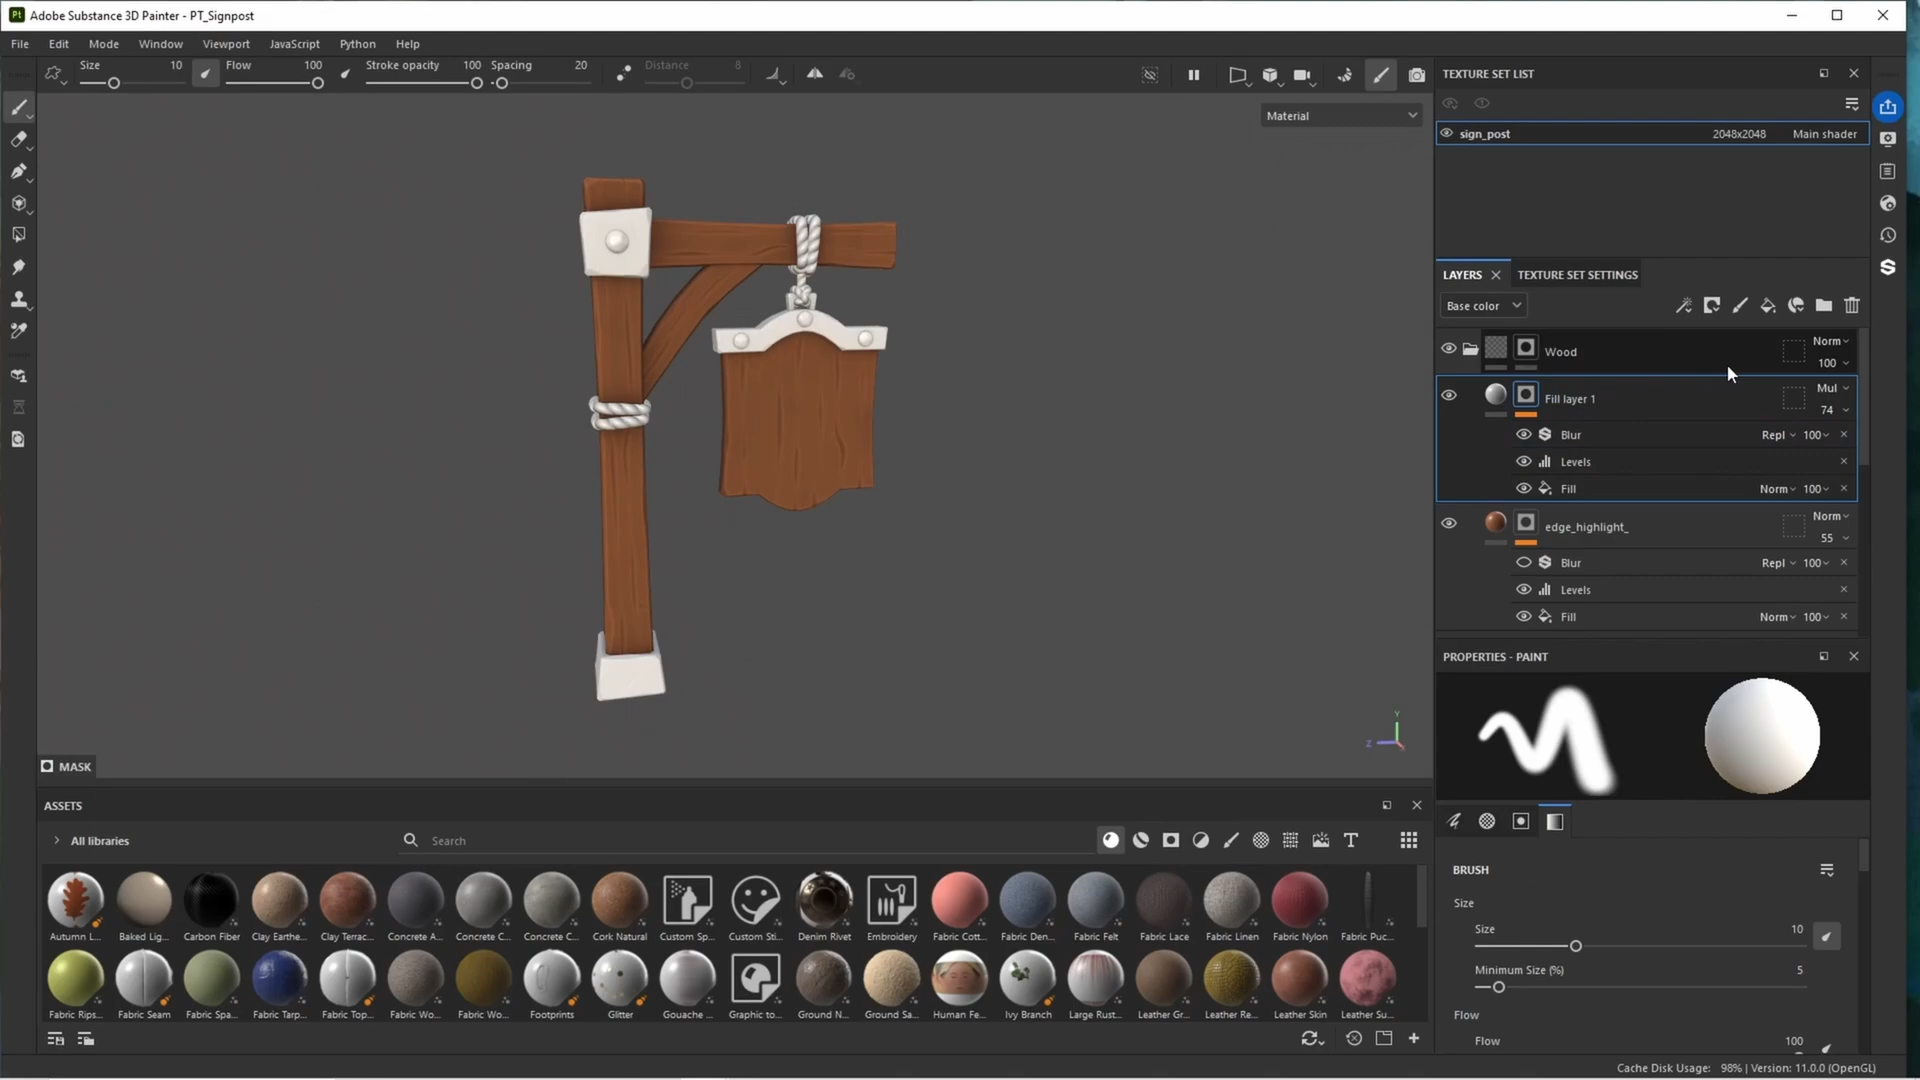 Pt Adobe Substance 3D Painter - PT_Signpost
File Edit Mode Window Viewport JavaScript Python Help
Size 10 Flow 100 Stroke opacity 100 Spacing 20 Distance 8
Material
MASK
ASSETS
All libraries Search
Autumn L... Baked Lig... Carbon Fiber Clay Earthe... Clay Terrac... Concrete A... Concrete C... Concrete C... Cork Natural Custom Sp... Custom Sti... Denim Rivet Embroidery Fabric Cott... Fabric Den... Fabric Felt Fabric Lace Fabric Linen Fabric Nylon Fabric Puc...
Fabric Rips... Fabric Seam Fabric Spa... Fabric Tarp... Fabric Top... Fabric Wo... Fabric Wo... Footprints Glitter Gouache ... Graphic to... Ground N... Ground Sa... Human Fe... Ivy Branch Large Rust... Leather Gr... Leather Re... Leather Skin Leather Su...
TEXTURE SET LIST
sign_post 2048x2048 Main shader
LAYERS TEXTURE SET SETTINGS
Base color
Wood Norm 100
Fill layer 1 Mul 74
Blur Repl 100
Levels
Fill Norm 100
edge_highlight_ Norm 55
Blur Repl 100
Levels
Fill Norm 100
PROPERTIES - PAINT
BRUSH
Size
Size 10
Minimum Size (%) 5
Flow
Flow 100
Cache Disk Usage: 98% | Version: 11.0.0 (OpenGL)
Y
Z